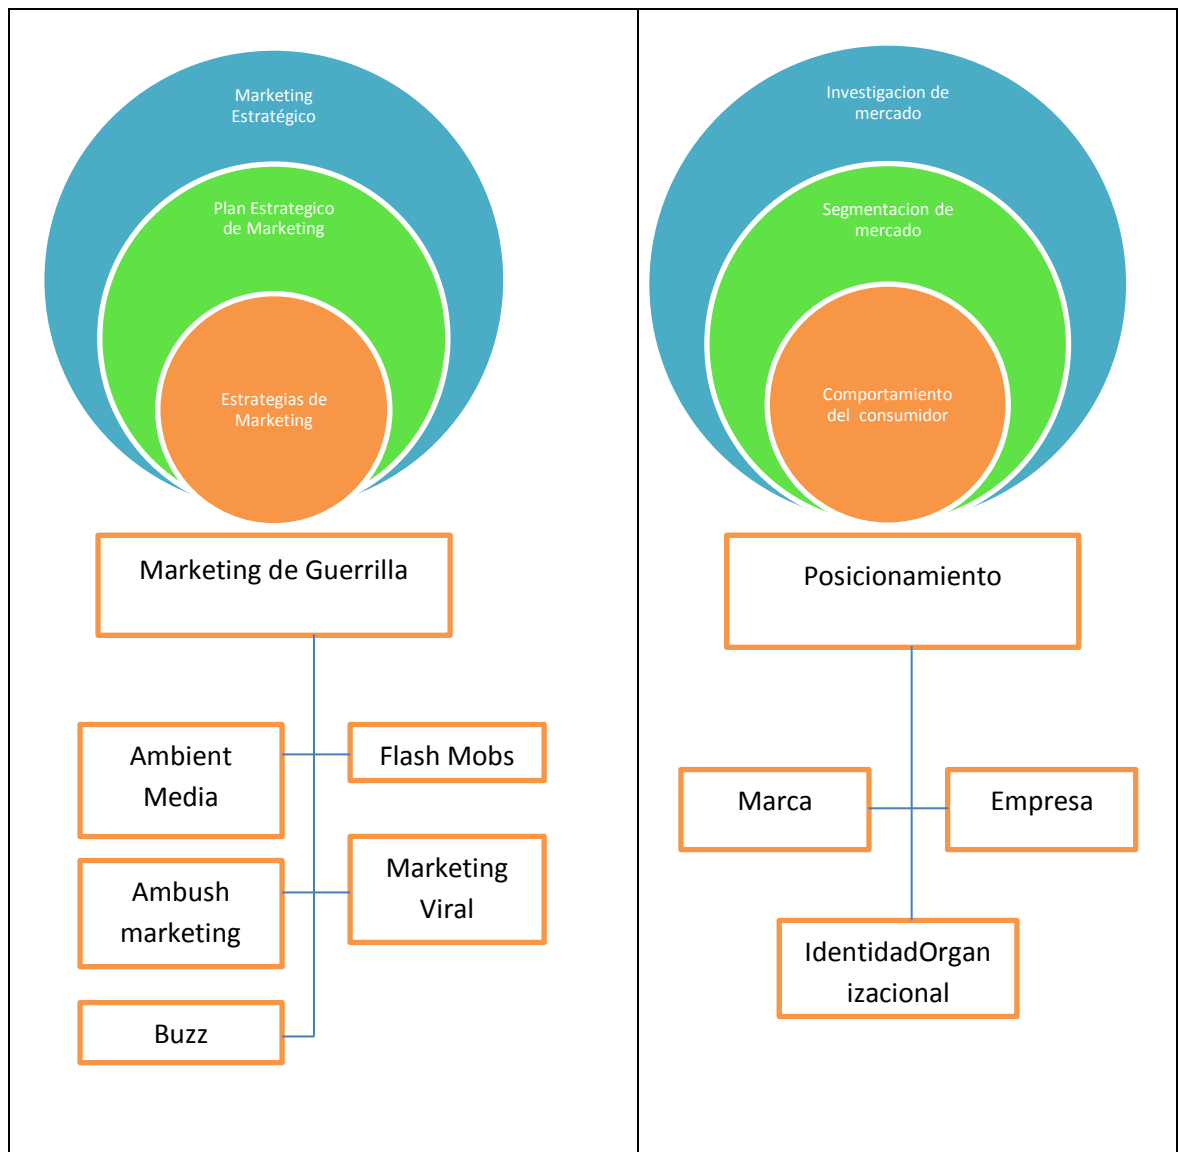 Marketing
Estratégico
Plan Estrategico
de Marketing
Estrategias de
Marketing
Marketing de Guerrilla
Ambient
Media
Flash Mobs
Ambush
marketing
Marketing
Viral
Buzz
Investigacion de
mercado
Segmentacion de
mercado
Comportamiento
del consumidor
Posicionamiento
Marca
Empresa
IdentidadOrgan
izacional